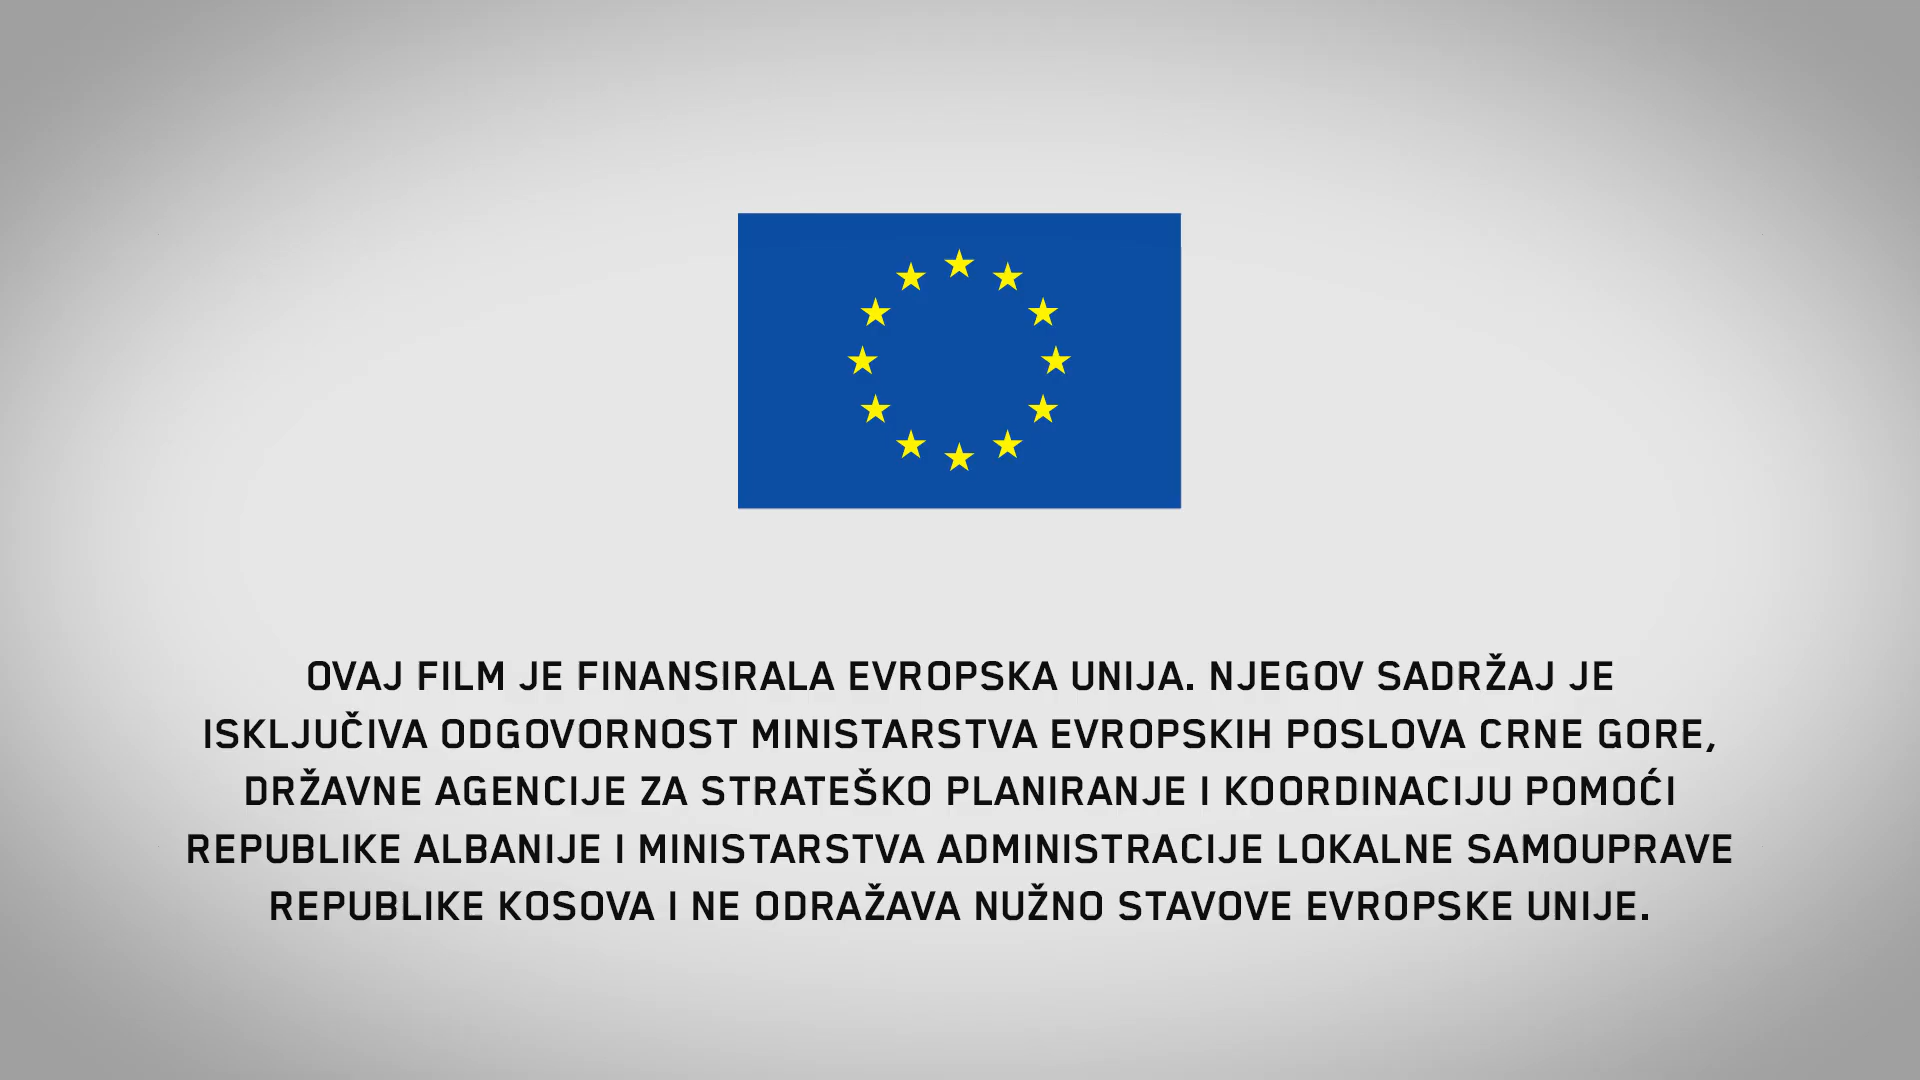 OVAJ FILM JE FINANSIRALA EVROPSKA UNIJA. NJEGOV SADRŽAJ JE
ISKLJUČIVA ODGOVORNOST MINISTARSTVA EVROPSKIH POSLOVA CRNE GORE,
DRŽAVNE AGENCIJE ZA STRATEŠKO PLANIRANJE I KOORDINACIJU POMOĆI
REPUBLIKE ALBANIJE I MINISTARSTVA ADMINISTRACIJE LOKALNE SAMOUPRAVE
REPUBLIKE KOSOVA I NE ODRAŽAVA NUŽNO STAVOVE EVROPSKE UNIJE.